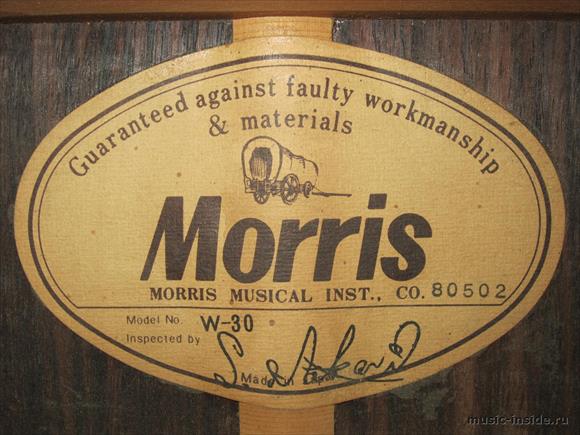 Guaranteed against faulty workmanship
& materials
Morris
MORRIS MUSICAL INST., CO. 80502
Model No. W-30
Inspected by
Made in Japan
music-inside.ru